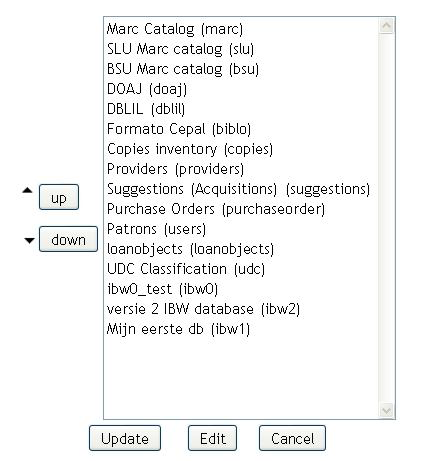 Marc Catalog (marc)
SLU Marc catalog (slu)
BSU Marc catalog (bsu)
DOAJ (doaj)
DBLIL (dblil)
Formato Cepal (biblo)
Copies inventory (copies)
Providers (providers)
Suggestions (Acquisitions) (suggestions)
Purchase Orders (purchaseorder)
Patrons (users)
loanobjects (loanobjects)
UDC Classification (udc)
ibw0_test (ibw0)
versie 2 IBW database (ibw2)
Mijn eerste db (ibw1)
up
down
Update Edit Cancel